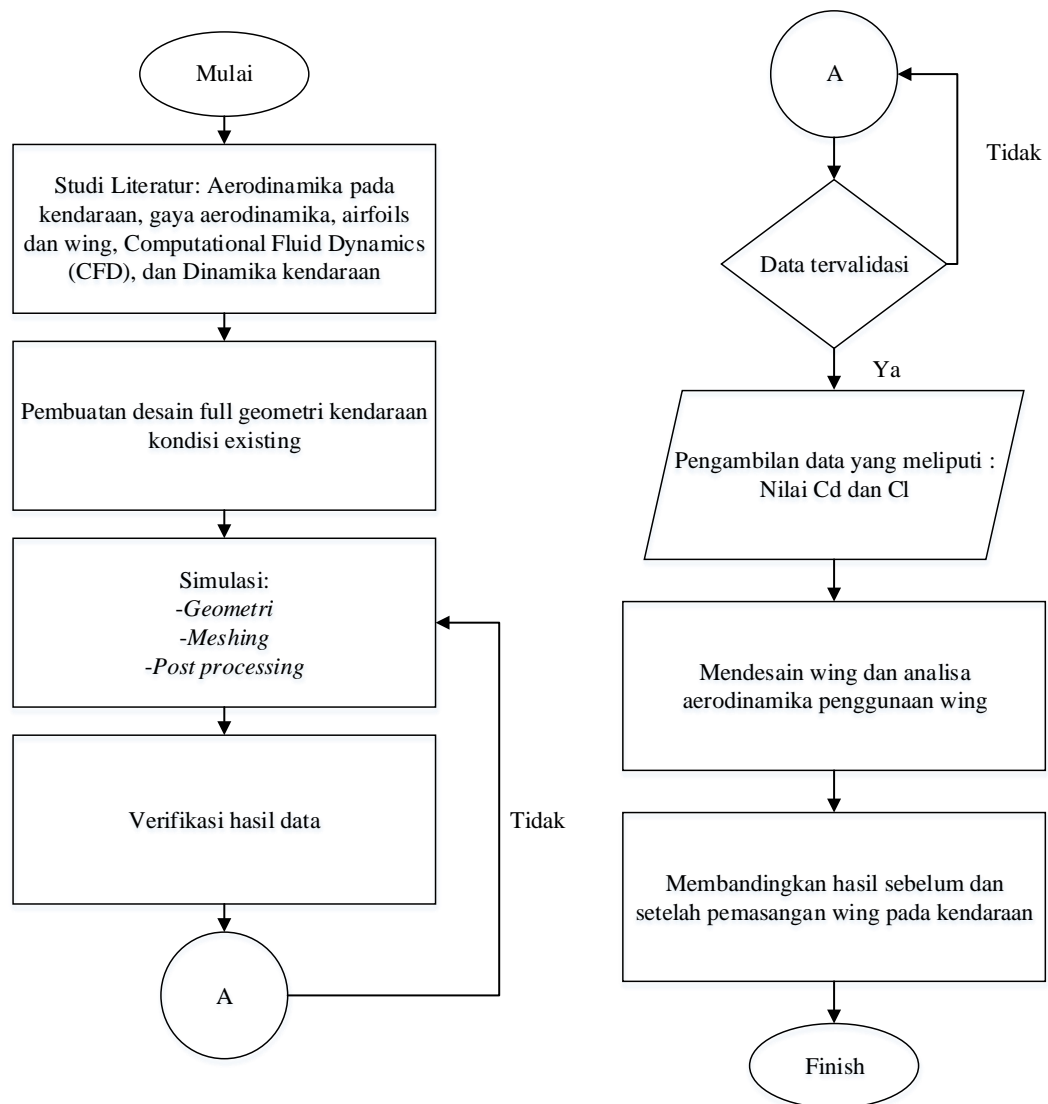 Mulai
Studi Literatur: Aerodinamika pada
kendaraan, gaya aerodinamika, airfoils
dan wing, Computational Fluid Dynamics
(CFD), dan Dinamika kendaraan
Pembuatan desain full geometri kendaraan
kondisi existing
Simulasi:
-Geometri
-Meshing
-Post processing
Verifikasi hasil data
Tidak
A
A
Tidak
Data tervalidasi
Ya
Pengambilan data yang meliputi :
Nilai Cd dan Cl
Mendesain wing dan analisa
aerodinamika penggunaan wing
Membandingkan hasil sebelum dan
setelah pemasangan wing pada kendaraan
Finish